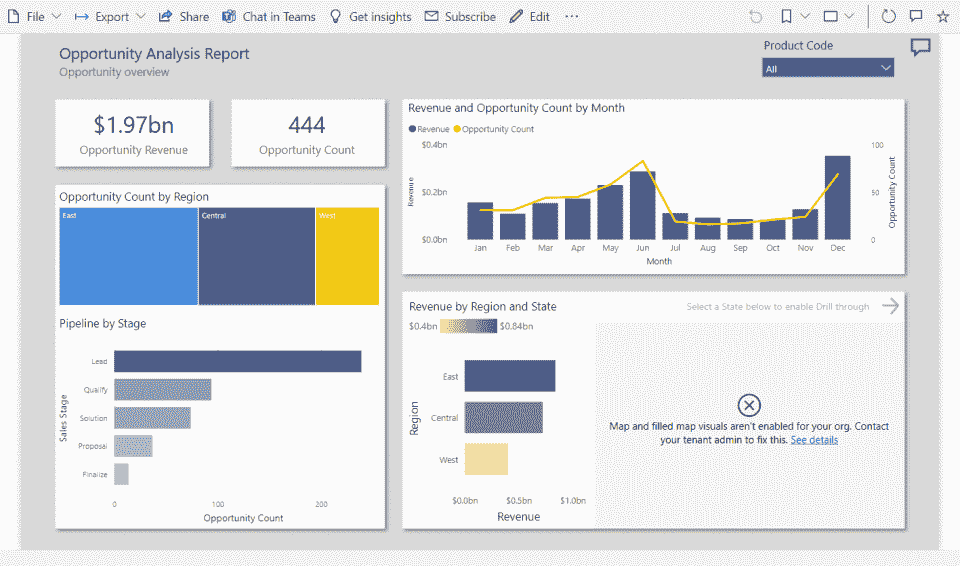 File Export Share Chat in Teams Get insights Subscribe Edit ...
Opportunity Analysis Report
Opportunity overview
Product Code
All
$1.97bn
Opportunity Revenue
444
Opportunity Count
Opportunity Count by Region
East Central West
Pipeline by Stage
Sales Stage
Lead
Qualify
Solution
Proposal
Finalize
0 100 200
Opportunity Count
Revenue and Opportunity Count by Month
Revenue Opportunity Count
Revenue
$0.4bn
$0.2bn
$0.0bn
100
50
0
Opportunity Count
Jan Feb Mar Apr May Jun Jul Aug Sep Oct Nov Dec
Month
Revenue by Region and State
Select a State below to enable Drill through
$0.4bn $0.84bn
Region
East
Central
West
$0.0bn $0.5bn $1.0bn
Revenue
Map and filled map visuals aren't enabled for your org. Contact
your tenant admin to fix this. See details